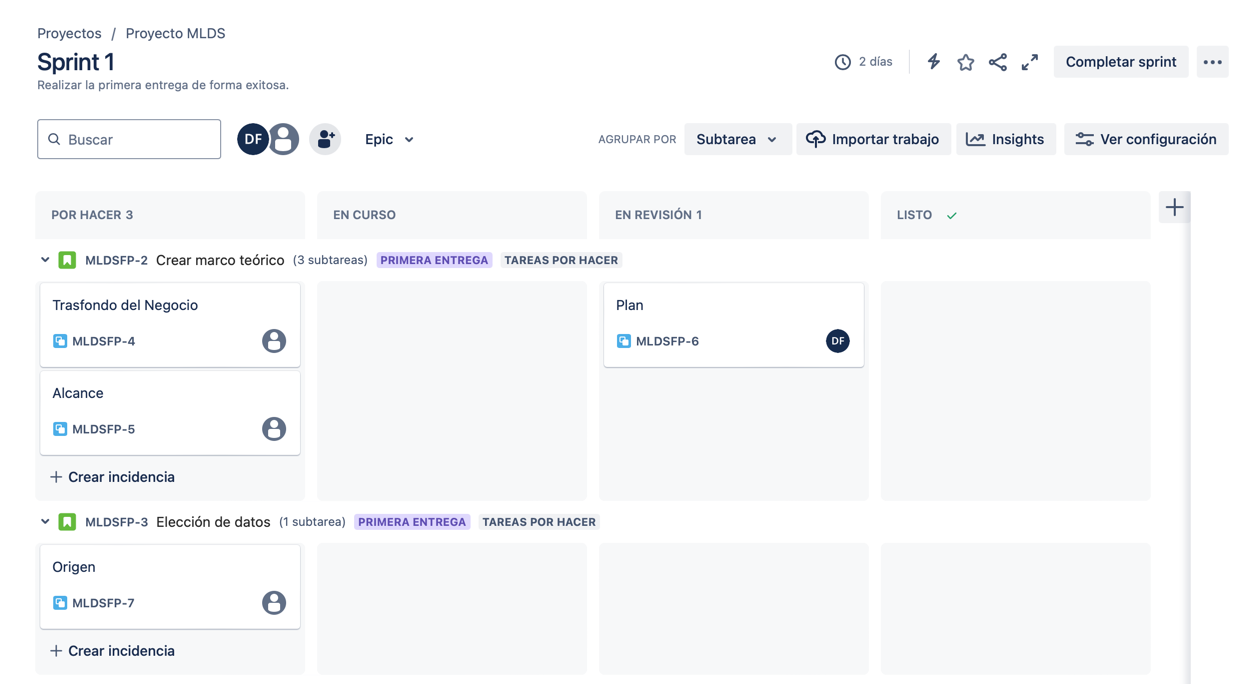 Proyectos / Proyecto MLDS
Sprint 1
Realizar la primera entrega de forma exitosa.
2 días
Completar sprint
Buscar
DF
Epic
AGRUPAR POR
Subtarea
Importar trabajo
Insights
Ver configuración
POR HACER 3
EN CURSO
EN REVISIÓN 1
LISTO
MLDSFP-2 Crear marco teórico (3 subtareas) PRIMERA ENTREGA TAREAS POR HACER
Trasfondo del Negocio
MLDSFP-4
Plan
MLDSFP-6
DF
Alcance
MLDSFP-5
+ Crear incidencia
MLDSFP-3 Elección de datos (1 subtarea) PRIMERA ENTREGA TAREAS POR HACER
Origen
MLDSFP-7
+ Crear incidencia